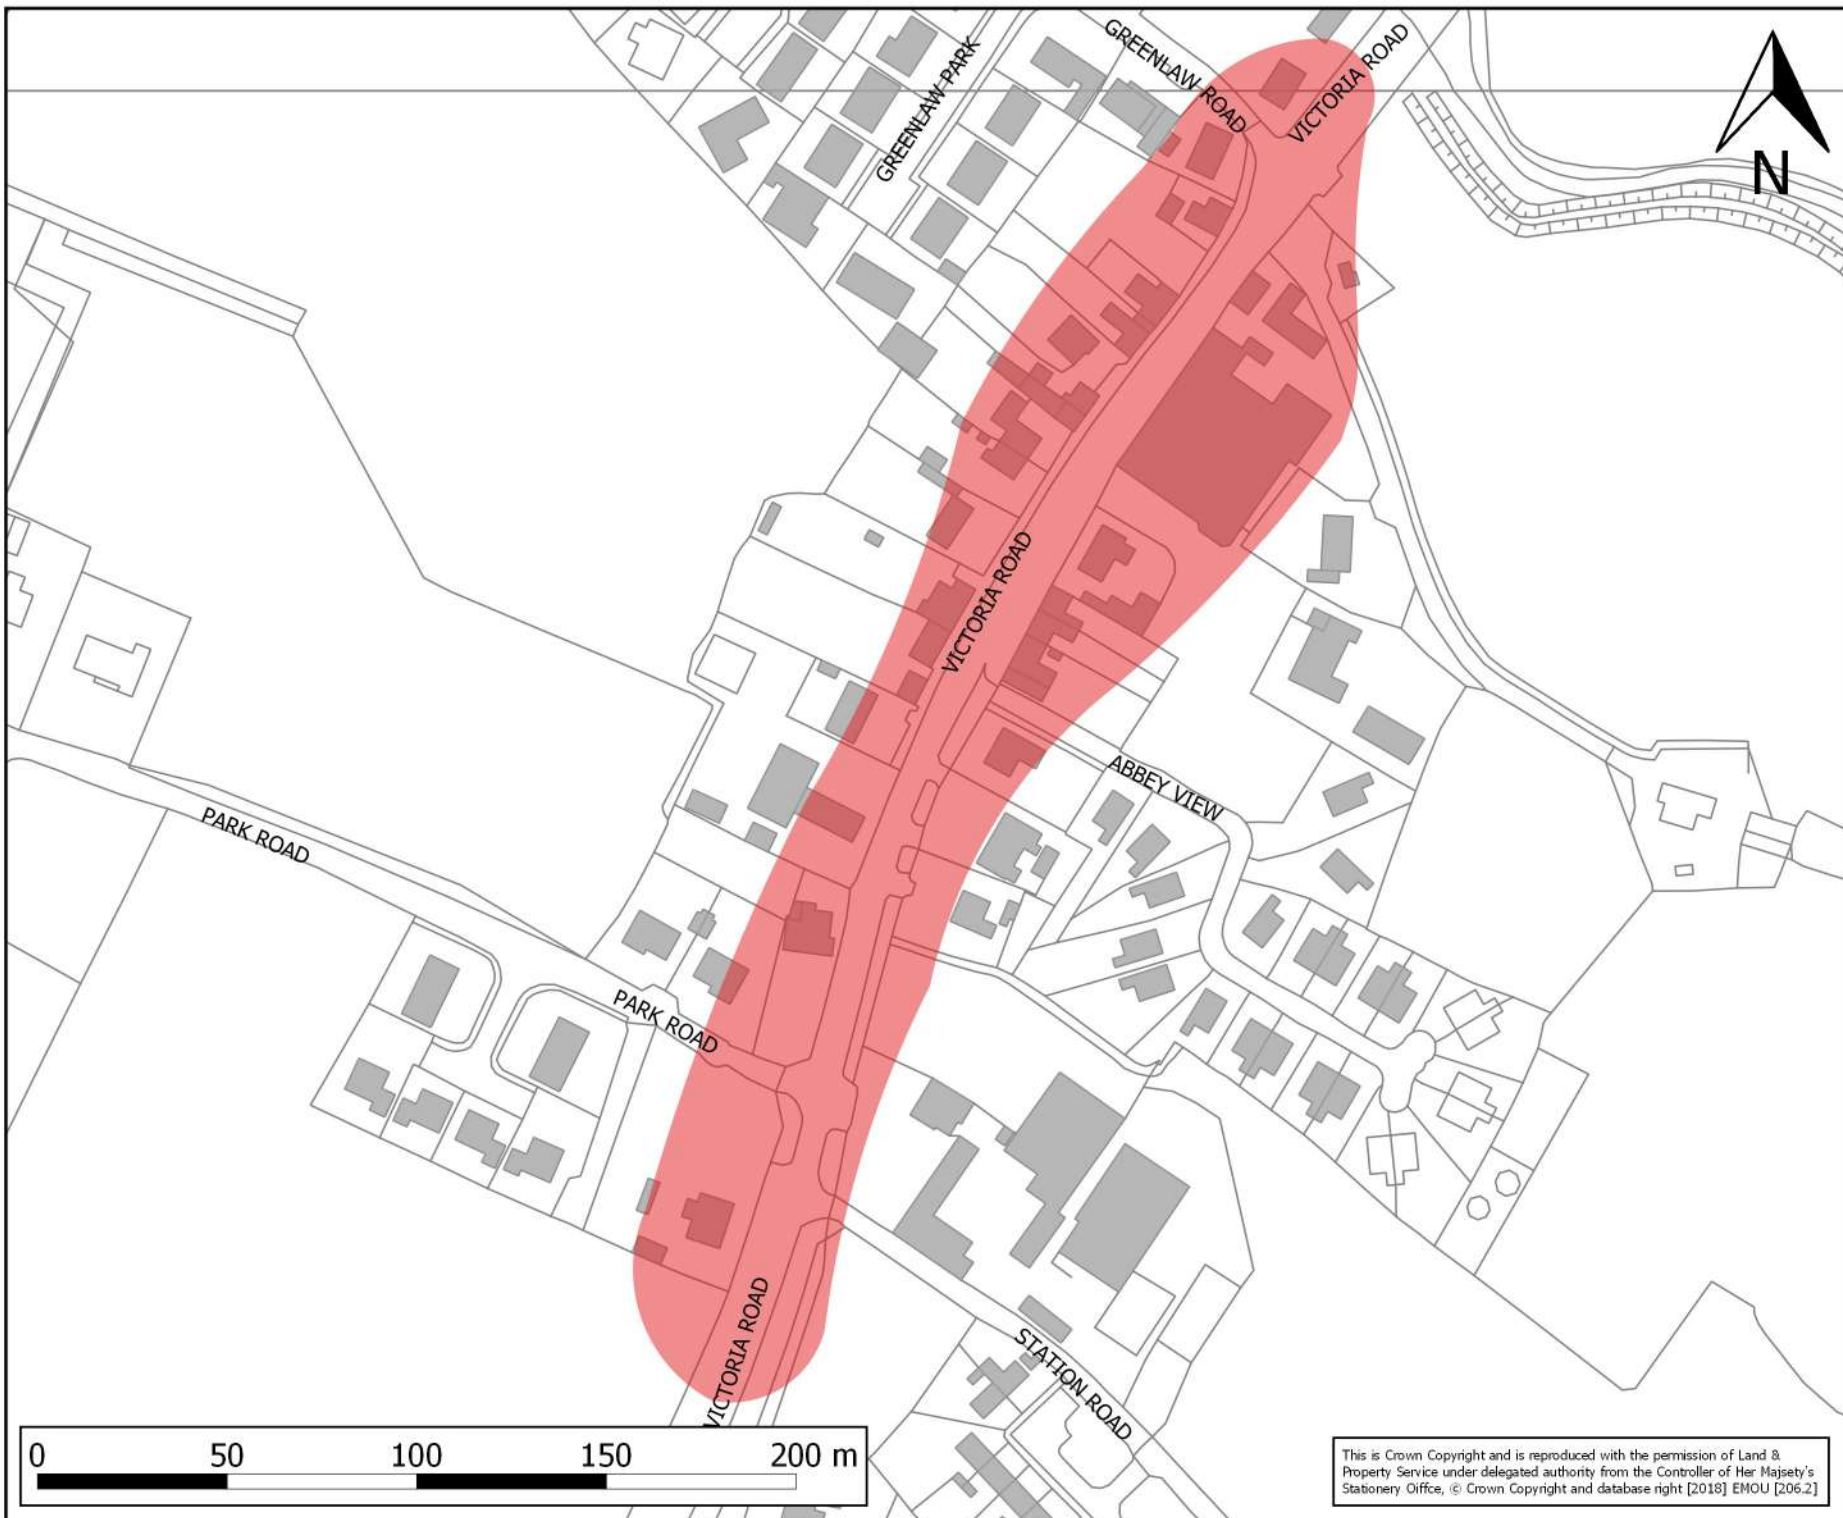 GREENLAW ROAD
VICTORIA ROAD
GREENLAW PARK
N
VICTORIA ROAD
ABBEY VIEW
PARK ROAD
PARK ROAD
VICTORIA ROAD
STATION ROAD
0 50 100 150 200 m
This is Crown Copyright and is reproduced with the permission of Land &
Property Service under delegated authority from the Controller of Her Majsety's
Stationery Oiffce, © Crown Copyright and database right [2018] EMOU [206.2]